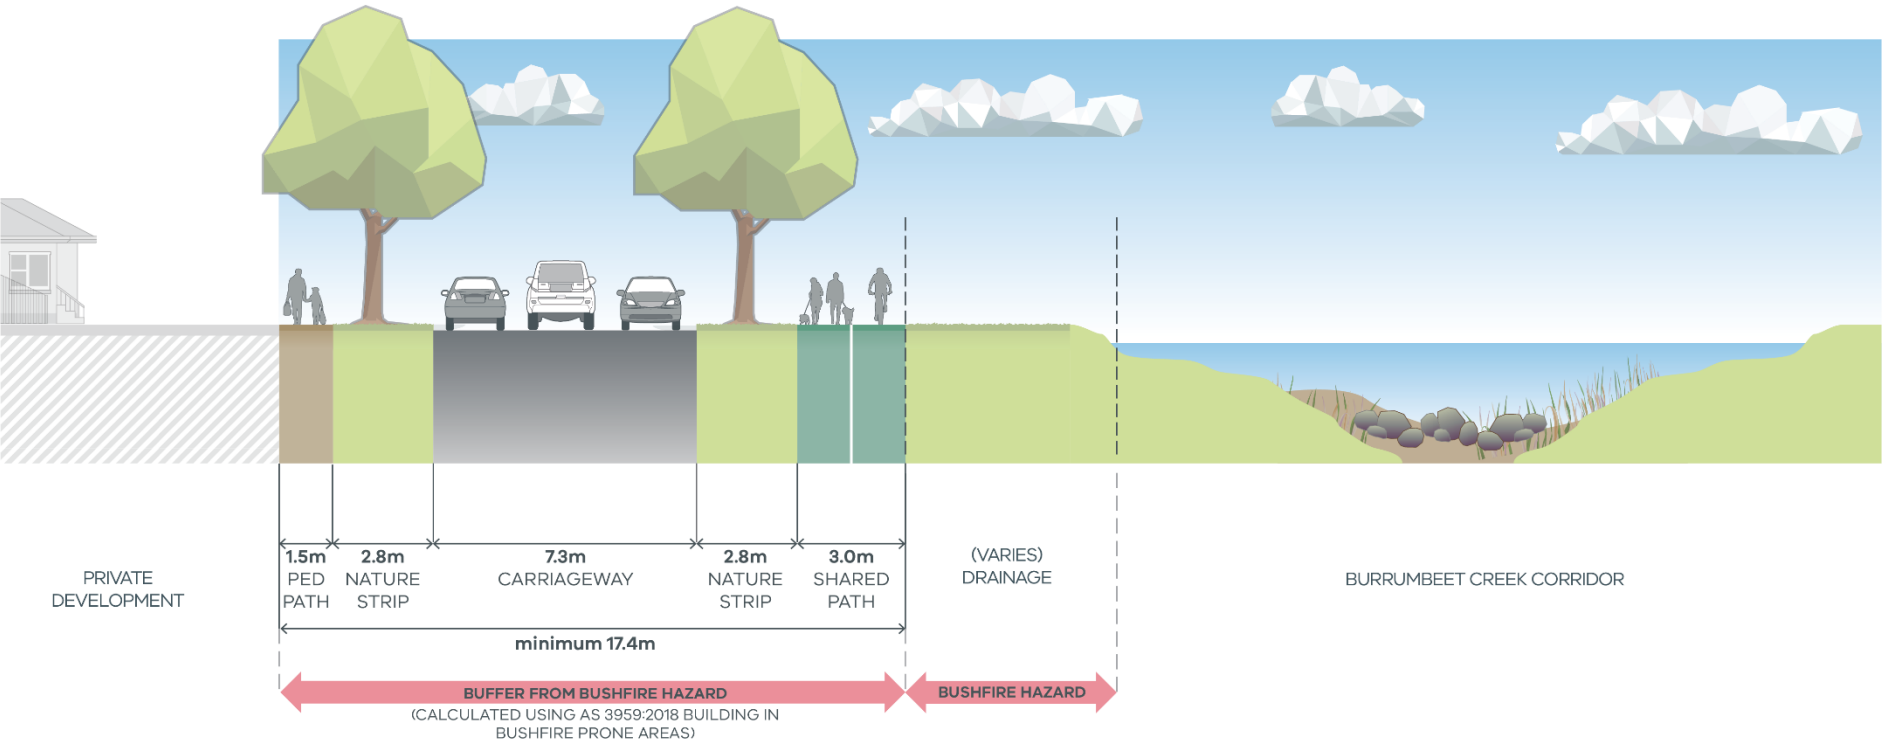 PRIVATE
DEVELOPMENT
1.5m
PED
PATH
2.8m
NATURE
STRIP
7.3m
CARRIAGEWAY
2.8m
NATURE
STRIP
3.0m
SHARED
PATH
(VARIES)
DRAINAGE
BURRUMBEET CREEK CORRIDOR
minimum 17.4m
BUFFER FROM BUSHFIRE HAZARD
(CALCULATED USING AS 3959:2018 BUILDING IN
BUSHFIRE PRONE AREAS)
BUSHFIRE HAZARD